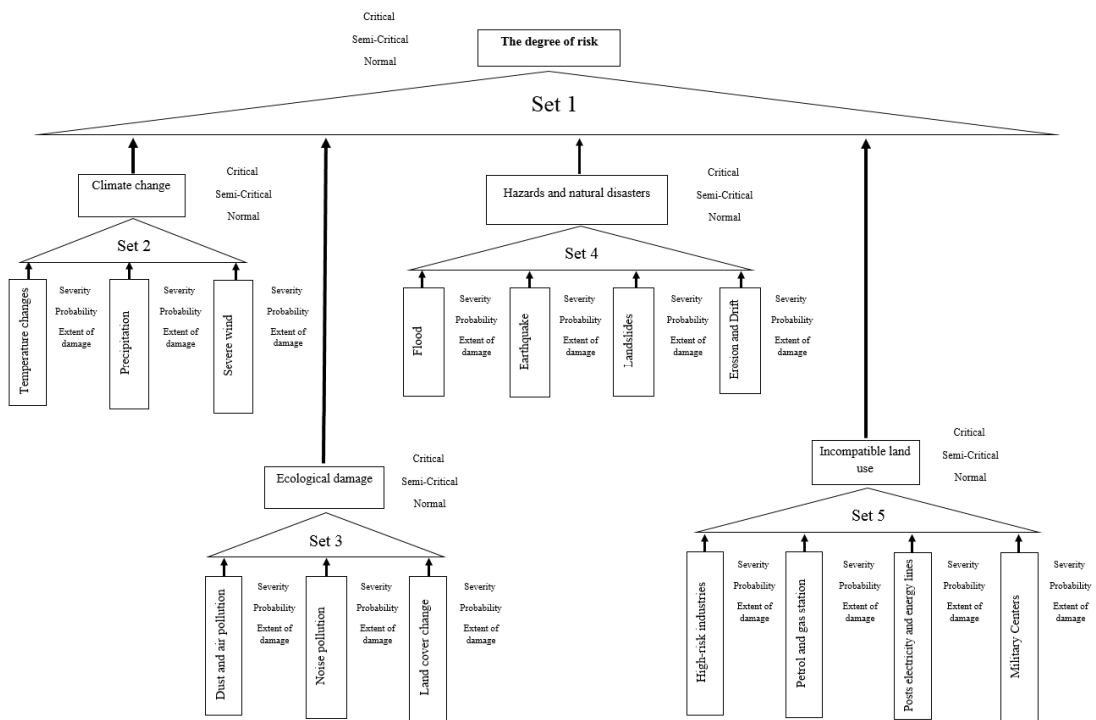 Critical
Semi-Critical
Normal
The degree of risk
Set 1
Climate change
Critical
Semi-Critical
Normal
Set 2
Temperature changes
Severity
Probability
Extent of
damage
Precipitation
Severity
Probability
Extent of
damage
Severe wind
Severity
Probability
Extent of
damage
Hazards and natural disasters
Critical
Semi-Critical
Normal
Set 4
Flood
Severity
Probability
Extent of
damage
Earthquake
Severity
Probability
Extent of
damage
Landslides
Severity
Probability
Extent of
damage
Erosion and Drift
Severity
Probability
Extent of
damage
Ecological damage
Critical
Semi-Critical
Normal
Set 3
Dust and air pollution
Severity
Probability
Extent of
damage
Noise pollution
Severity
Probability
Extent of
damage
Land cover change
Severity
Probability
Extent of
damage
Incompatible land
use
Critical
Semi-Critical
Normal
Set 5
High-risk industries
Severity
Probability
Extent of
damage
Petrol and gas station
Severity
Probability
Extent of
damage
Posts electricity and energy lines
Severity
Probability
Extent of
damage
Military Centers
Severity
Probability
Extent of
damage